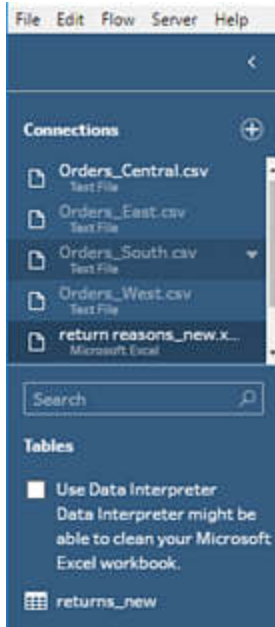 File Edit Flow Server Help
Connections
Orders_Central.csv
Text File
Orders_East.csv
Text File
Orders_South.csv
Text File
Orders_West.csv
Text File
return reasons_new.x...
Microsoft Excel
Search
Tables
Use Data Interpreter
Data Interpreter might be
able to clean your Microsoft
Excel workbook.
returns_new